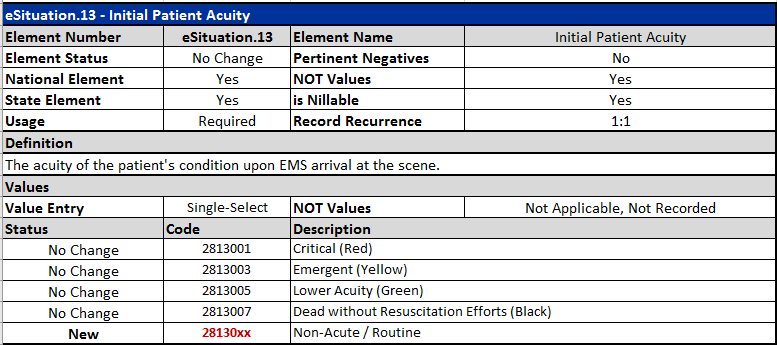 eSituation.13 - Initial Patient Acuity
Element Number eSituation.13 Element Name Initial Patient Acuity
Element Status No Change Pertinent Negatives No
National Element Yes NOT Values Yes
State Element Yes is Nillable Yes
Usage Required Record Recurrence 1:1
Definition
The acuity of the patient's condition upon EMS arrival at the scene.
Values
Value Entry Single-Select NOT Values Not Applicable, Not Recorded
Status Code Description
No Change 2813001 Critical (Red)
No Change 2813003 Emergent (Yellow)
No Change 2813005 Lower Acuity (Green)
No Change 2813007 Dead without Resuscitation Efforts (Black)
New 28130xx Non-Acute / Routine